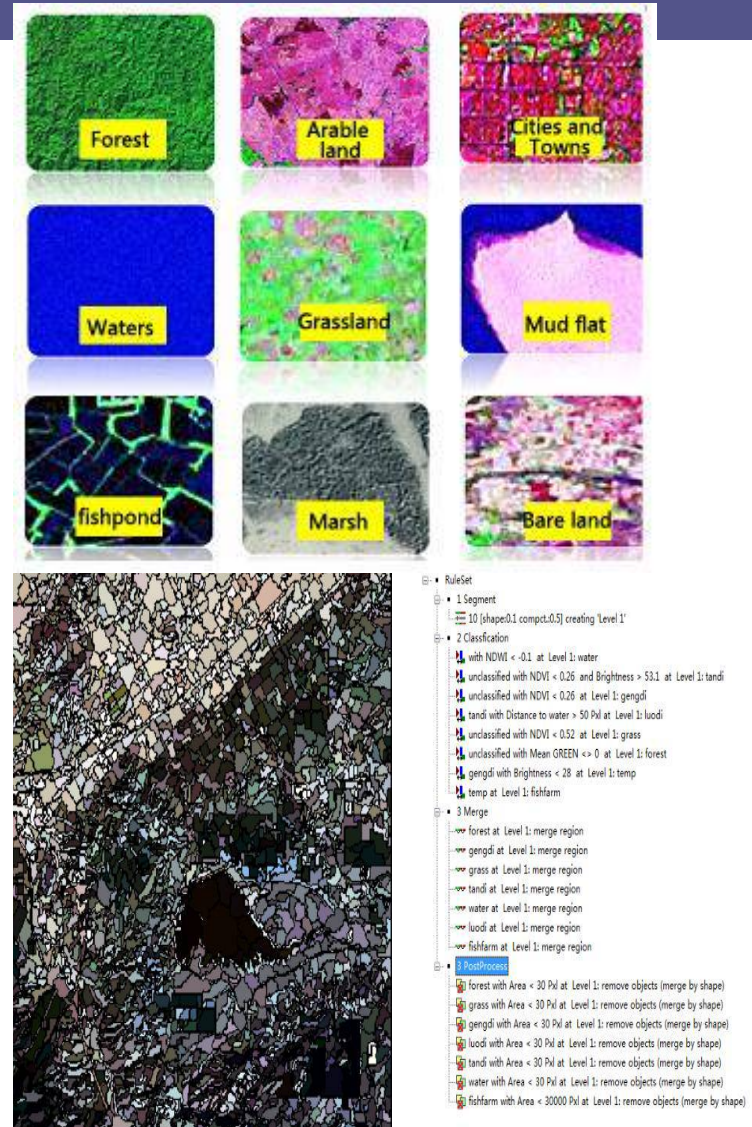 Forest
Arable
land
Cities and
Towns
Waters
Grassland
Mud flat
fishpond
Marsh
Bare land
RuleSet
1 Segment
10 [shape:0.1 compct.:0.5] creating 'Level 1'
2 Classfication
with NDWI < -0.1 at Level 1: water
unclassified with NDVI < 0.26 and Brightness > 53.1 at Level 1: tandi
unclassified with NDVI < 0.26 at Level 1: gengdi
tandi with Distance to water > 50 Pxl at Level 1: luodi
unclassified with NDVI < 0.52 at Level 1: grass
unclassified with Mean GREEN <> 0 at Level 1: forest
gengdi with Brightness < 28 at Level 1: temp
temp at Level 1: fishfarm
3 Merge
forest at Level 1: merge region
gengdi at Level 1: merge region
grass at Level 1: merge region
tandi at Level 1: merge region
water at Level 1: merge region
luodi at Level 1: merge region
fishfarm at Level 1: merge region
3 PostProcess
forest with Area < 30 Pxl at Level 1: remove objects (merge by shape)
grass with Area < 30 Pxl at Level 1: remove objects (merge by shape)
gengdi with Area < 30 Pxl at Level 1: remove objects (merge by shape)
luodi with Area < 30 Pxl at Level 1: remove objects (merge by shape)
tandi with Area < 30 Pxl at Level 1: remove objects (merge by shape)
water with Area < 30 Pxl at Level 1: remove objects (merge by shape)
fishfarm with Area < 30000 Pxl at Level 1: remove objects (merge by shape)